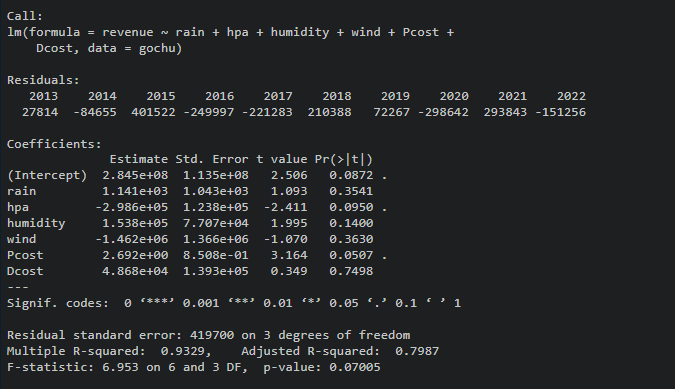 Call:
lm(formula = revenue ~ rain + hpa + humidity + wind + Pcost +
    Dcost, data = gochu)

Residuals:
   2013    2014    2015    2016    2017    2018    2019    2020    2021    2022
  27814  -84655  401522 -249997 -221283  210388   72267 -298642  293843 -151256

Coefficients:
              Estimate Std. Error t value Pr(>|t|)
(Intercept)  2.845e+08  1.135e+08   2.506   0.0872 .
rain         1.141e+03  1.043e+03   1.093   0.3541
hpa         -2.986e+05  1.238e+05  -2.411   0.0950 .
humidity     1.538e+05  7.707e+04   1.995   0.1400
wind        -1.462e+06  1.366e+06  -1.070   0.3630
Pcost        2.692e+00  8.508e-01   3.164   0.0507 .
Dcost        4.868e+04  1.393e+05   0.349   0.7498
---
Signif. codes:  0 ‘***’ 0.001 ‘**’ 0.01 ‘*’ 0.05 ‘.’ 0.1 ‘ ’ 1

Residual standard error: 419700 on 3 degrees of freedom
Multiple R-squared:  0.9329,    Adjusted R-squared:  0.7987
F-statistic: 6.953 on 6 and 3 DF,  p-value: 0.07005